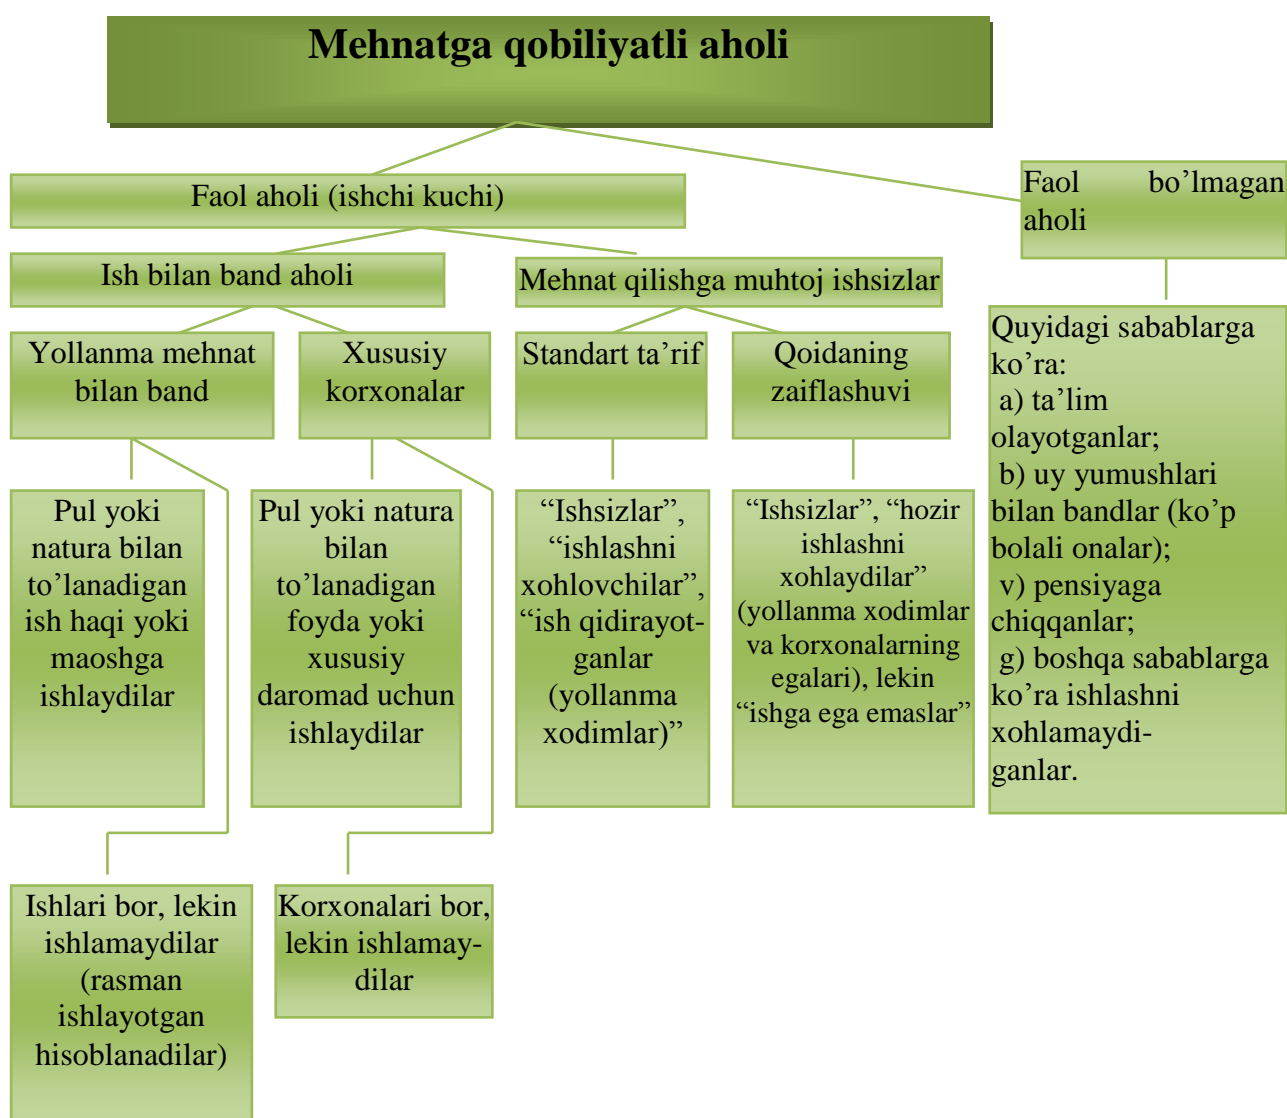 Mehnatga qobiliyatli aholi
Faol aholi (ishchi kuchi)
Faol bo’lmagan
aholi
Ish bilan band aholi
Mehnat qilishga muhtoj ishsizlar
Yollanma mehnat
bilan band
Xususiy
korxonalar
Standart ta’rif
Qoidaning
zaiflashuvi
Quyidagi sabablarga
ko’ra:
a) ta’lim
olayotganlar;
b) uy yumushlari
bilan bandlar (ko’p
bolali onalar);
v) pensiyaga
chiqqanlar;
g) boshqa sabablarga
ko’ra ishlashni
xohlamaydi-
ganlar.
Pul yoki
natura bilan
to’lanadigan
ish haqi yoki
maoshga
ishlaydilar
Pul yoki natura
bilan
to’lanadigan
foyda yoki
xususiy
daromad uchun
ishlaydilar
“Ishsizlar”,
“ishlashni
xohlovchilar”,
“ish qidirayot-
ganlar
(yollanma
xodimlar)”
“Ishsizlar”, “hozir
ishlashni
xohlaydilar”
(yollanma xodimlar
va korxonalarning
egalari), lekin
“ishga ega emaslar”
Ishlari bor, lekin
ishlamaydilar
(rasman
ishlayotgan
hisoblanadilar)
Korxonalari bor,
lekin ishlamay-
dilar